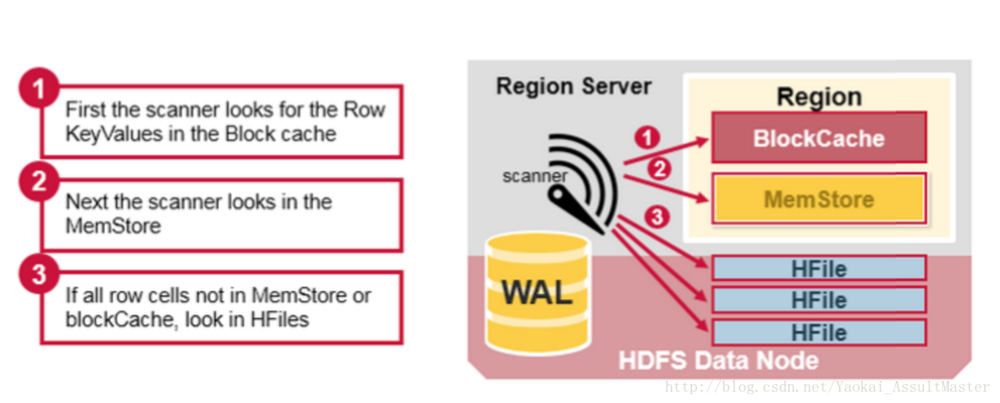 1
First the scanner looks for the Row
KeyValues in the Block cache
2
Next the scanner looks in the
MemStore
3
If all row cells not in MemStore or
blockCache, look in HFiles
Region Server
Region
1
BlockCache
scanner
2
MemStore
3
WAL
HFile
HFile
HFile
HDFS Data Node
http://blog.csdn.net/Yaokai_AssultMaster